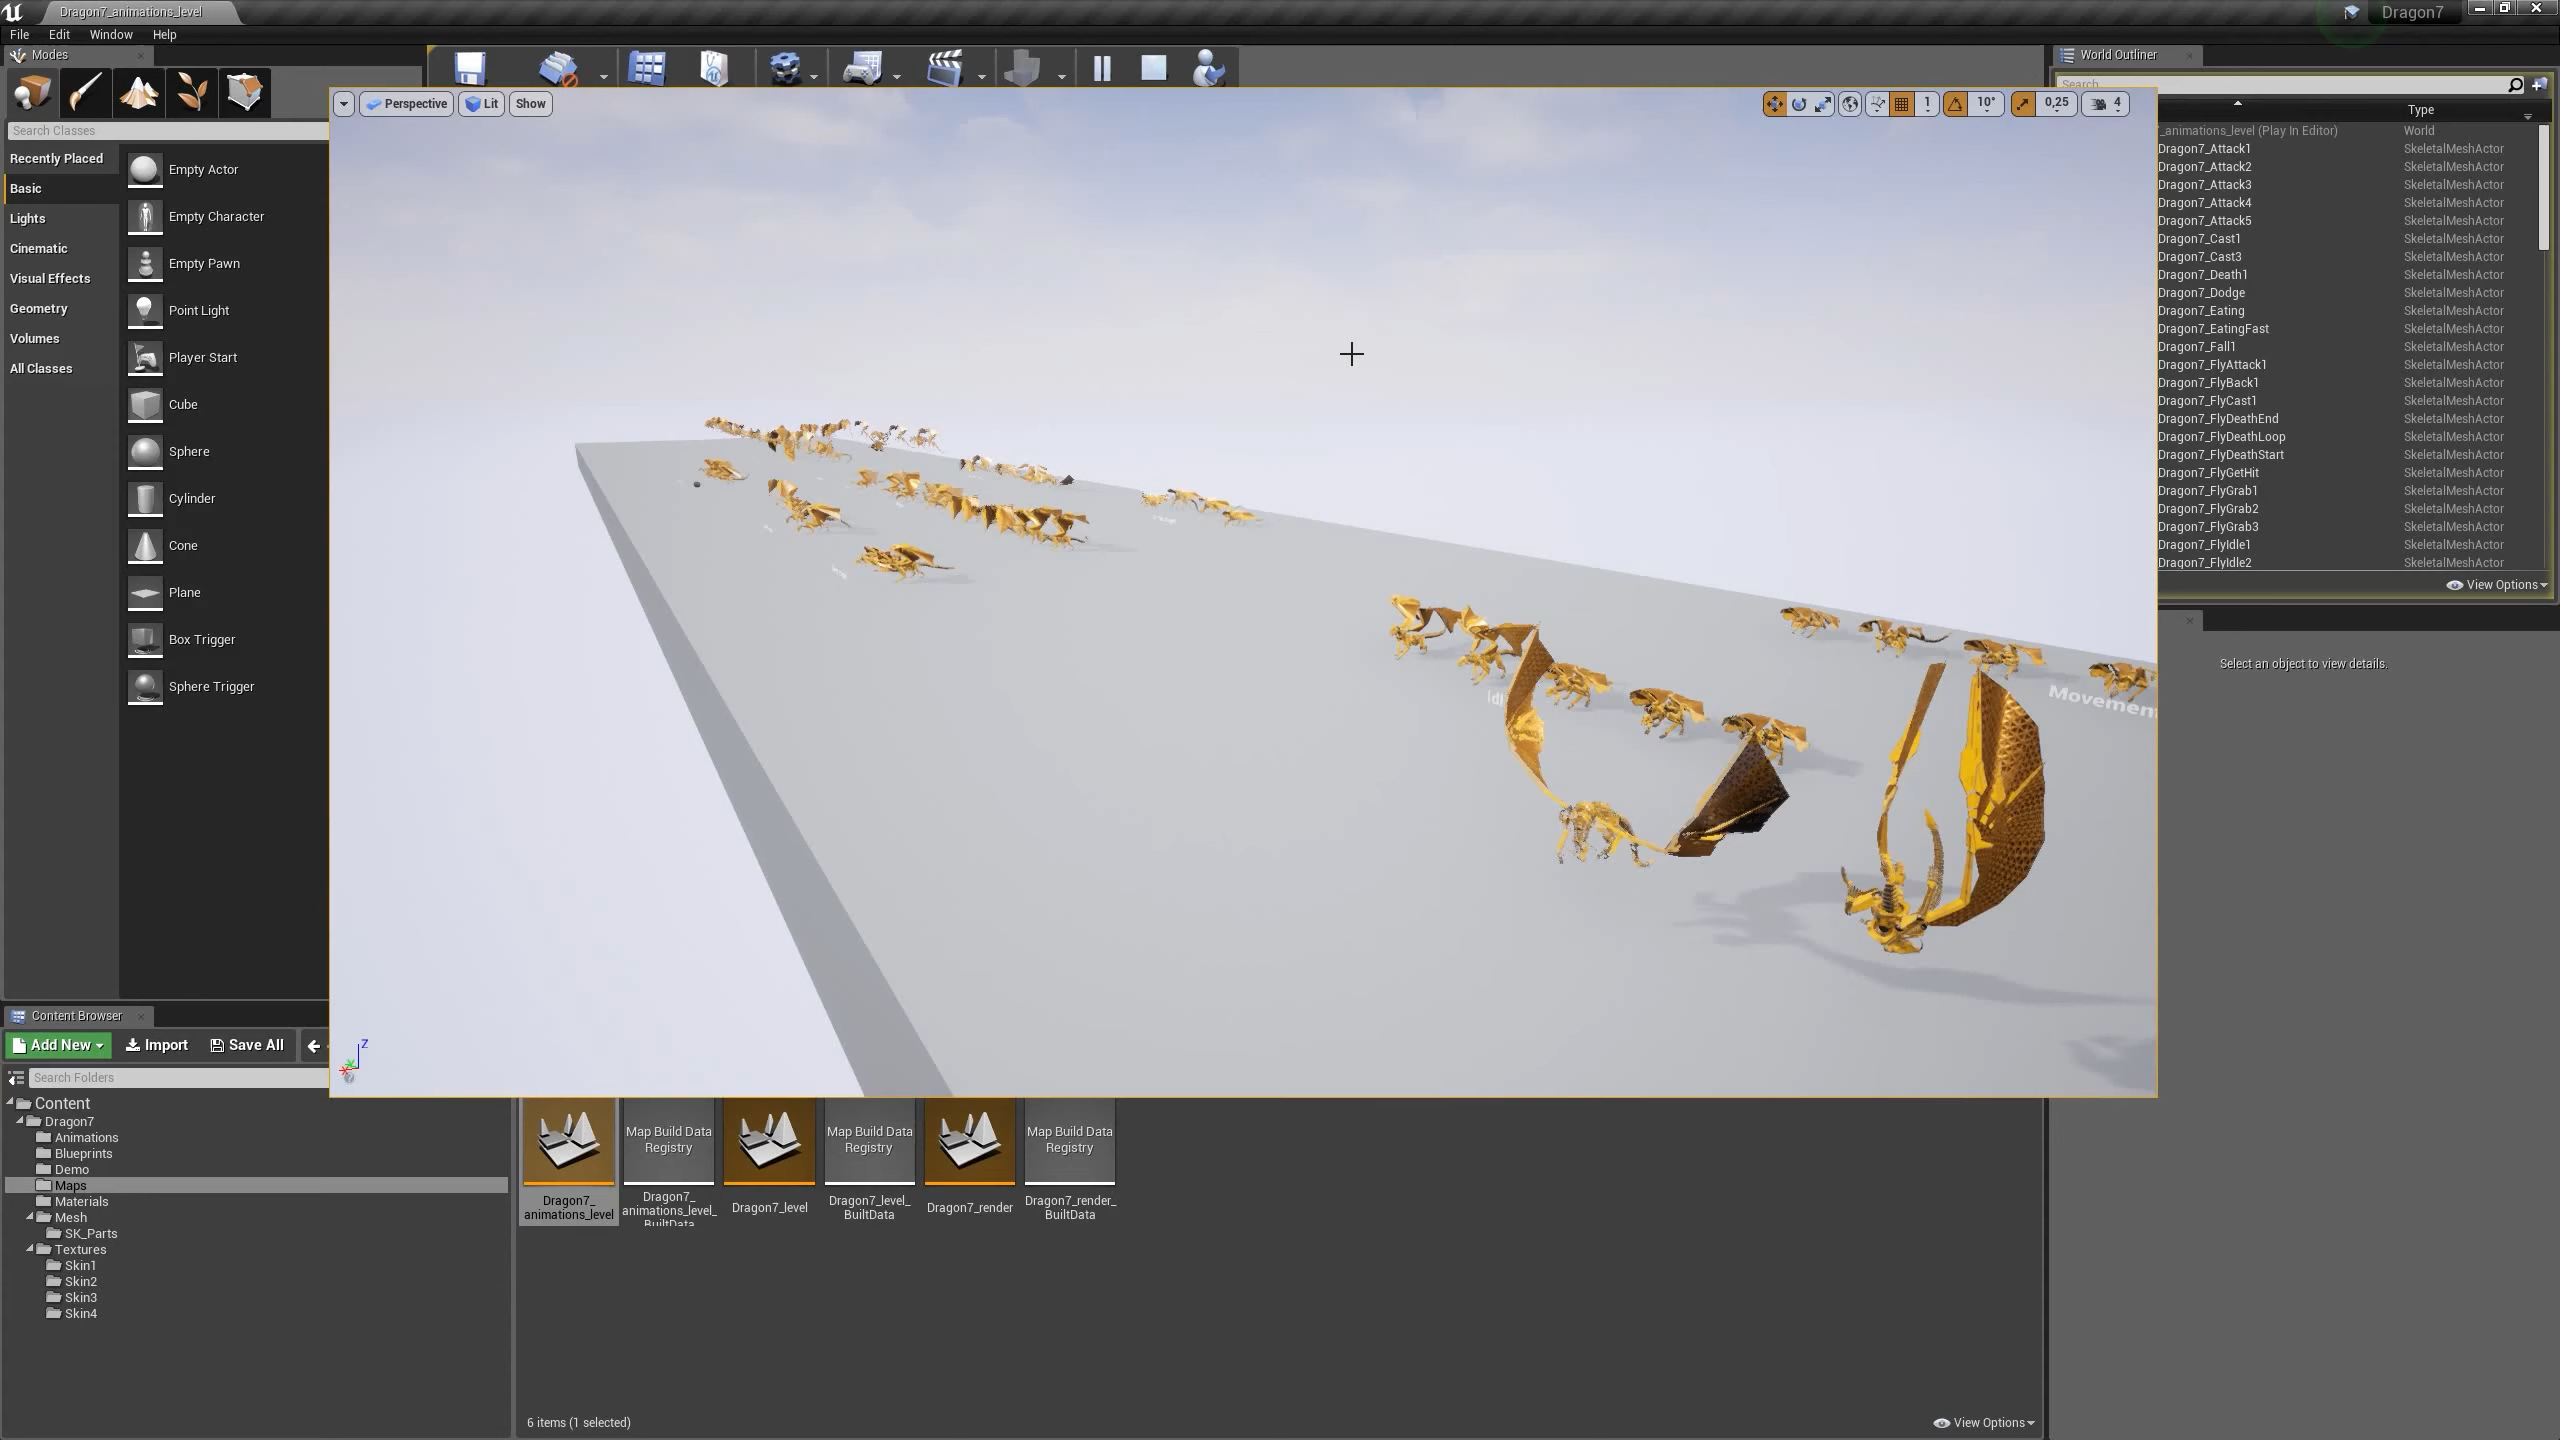 Dragon7_animations_level
Dragon7
File Edit Window Help
Modes
World Outliner
Search
Search Classes
Recently Placed
Basic
Lights
Cinematic
Visual Effects
Geometry
Volumes
All Classes
Empty Actor
Empty Character
Empty Pawn
Point Light
Player Start
Cube
Sphere
Cylinder
Cone
Plane
Box Trigger
Sphere Trigger
Perspective Lit Show
1 10° 0,25 4
Movemen
Z
Type
_animations_level (Play In Editor) World
Dragon7_Attack1 SkeletalMeshActor
Dragon7_Attack2 SkeletalMeshActor
Dragon7_Attack3 SkeletalMeshActor
Dragon7_Attack4 SkeletalMeshActor
Dragon7_Attack5 SkeletalMeshActor
Dragon7_Cast1 SkeletalMeshActor
Dragon7_Cast3 SkeletalMeshActor
Dragon7_Death1 SkeletalMeshActor
Dragon7_Dodge SkeletalMeshActor
Dragon7_Eating SkeletalMeshActor
Dragon7_EatingFast SkeletalMeshActor
Dragon7_Fall1 SkeletalMeshActor
Dragon7_FlyAttack1 SkeletalMeshActor
Dragon7_FlyBack1 SkeletalMeshActor
Dragon7_FlyCast1 SkeletalMeshActor
Dragon7_FlyDeathEnd SkeletalMeshActor
Dragon7_FlyDeathLoop SkeletalMeshActor
Dragon7_FlyDeathStart SkeletalMeshActor
Dragon7_FlyGetHit SkeletalMeshActor
Dragon7_FlyGrab1 SkeletalMeshActor
Dragon7_FlyGrab2 SkeletalMeshActor
Dragon7_FlyGrab3 SkeletalMeshActor
Dragon7_FlyIdle1 SkeletalMeshActor
Dragon7_FlyIdle2 SkeletalMeshActor
View Options
Select an object to view details.
Content Browser
Add New Import Save All
Search Folders
Content
Dragon7
Animations
Blueprints
Demo
Maps
Materials
Mesh
SK_Parts
Textures
Skin1
Skin2
Skin3
Skin4
Dragon7_
animations_level
Map Build Data
Registry
Dragon7_
animations_level_
BuiltData
Dragon7_level
Map Build Data
Registry
Dragon7_level_
BuiltData
Dragon7_render
Map Build Data
Registry
Dragon7_render_
BuiltData
6 items (1 selected)
View Options